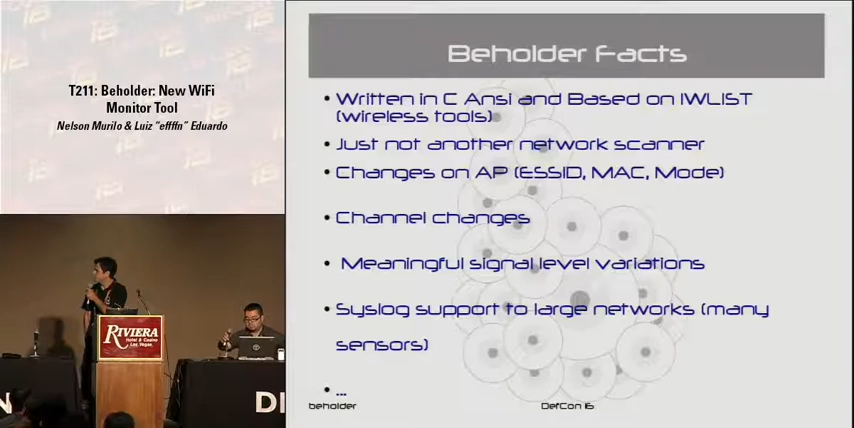 T211: Beholder: New WiFi
Monitor Tool
Nelson Murilo & Luiz "effffn" Eduardo
RIVIERA
Hotel & Casino
Las Vegas
N
DE
Beholder Facts
• Written in C Ansi and Based on IWLIST
(wireless tools)
• Just not another network scanner
• Changes on AP (ESSID, MAC, Mode)
• Channel changes
• Meaningful signal level variations
• Syslog support to large networks (many
sensors)
• ...
beholder
DefCon 16